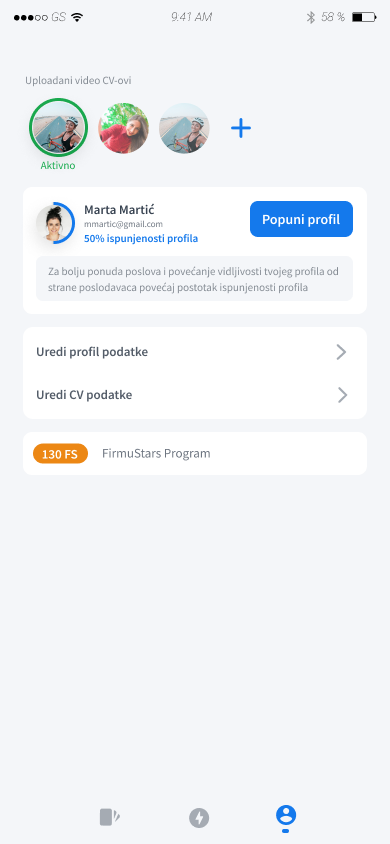 GS
9.41 AM
58 %
Uploadani video CV-ovi
Aktivno
Marta Martić
mmartic@gmail.com
50% ispunjenosti profila
Popuni profil
Za bolju ponuda poslova i povećanje vidljivosti tvojeg profila od
strane poslodavaca povećaj postotak ispunjenosti profila
Uredi profil podatke
Uredi CV podatke
130 FS
FirmuStars Program